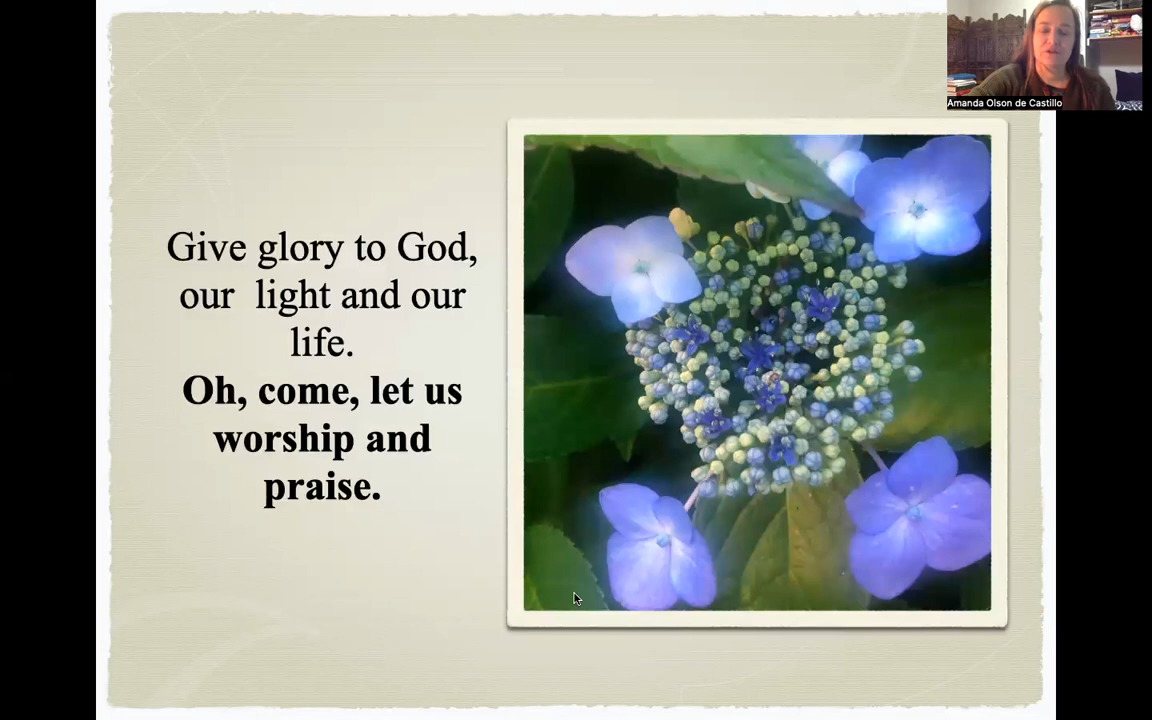 Amanda Olson de Castillo
Give glory to God,
our light and our
life.
Oh, come, let us
worship and
praise.